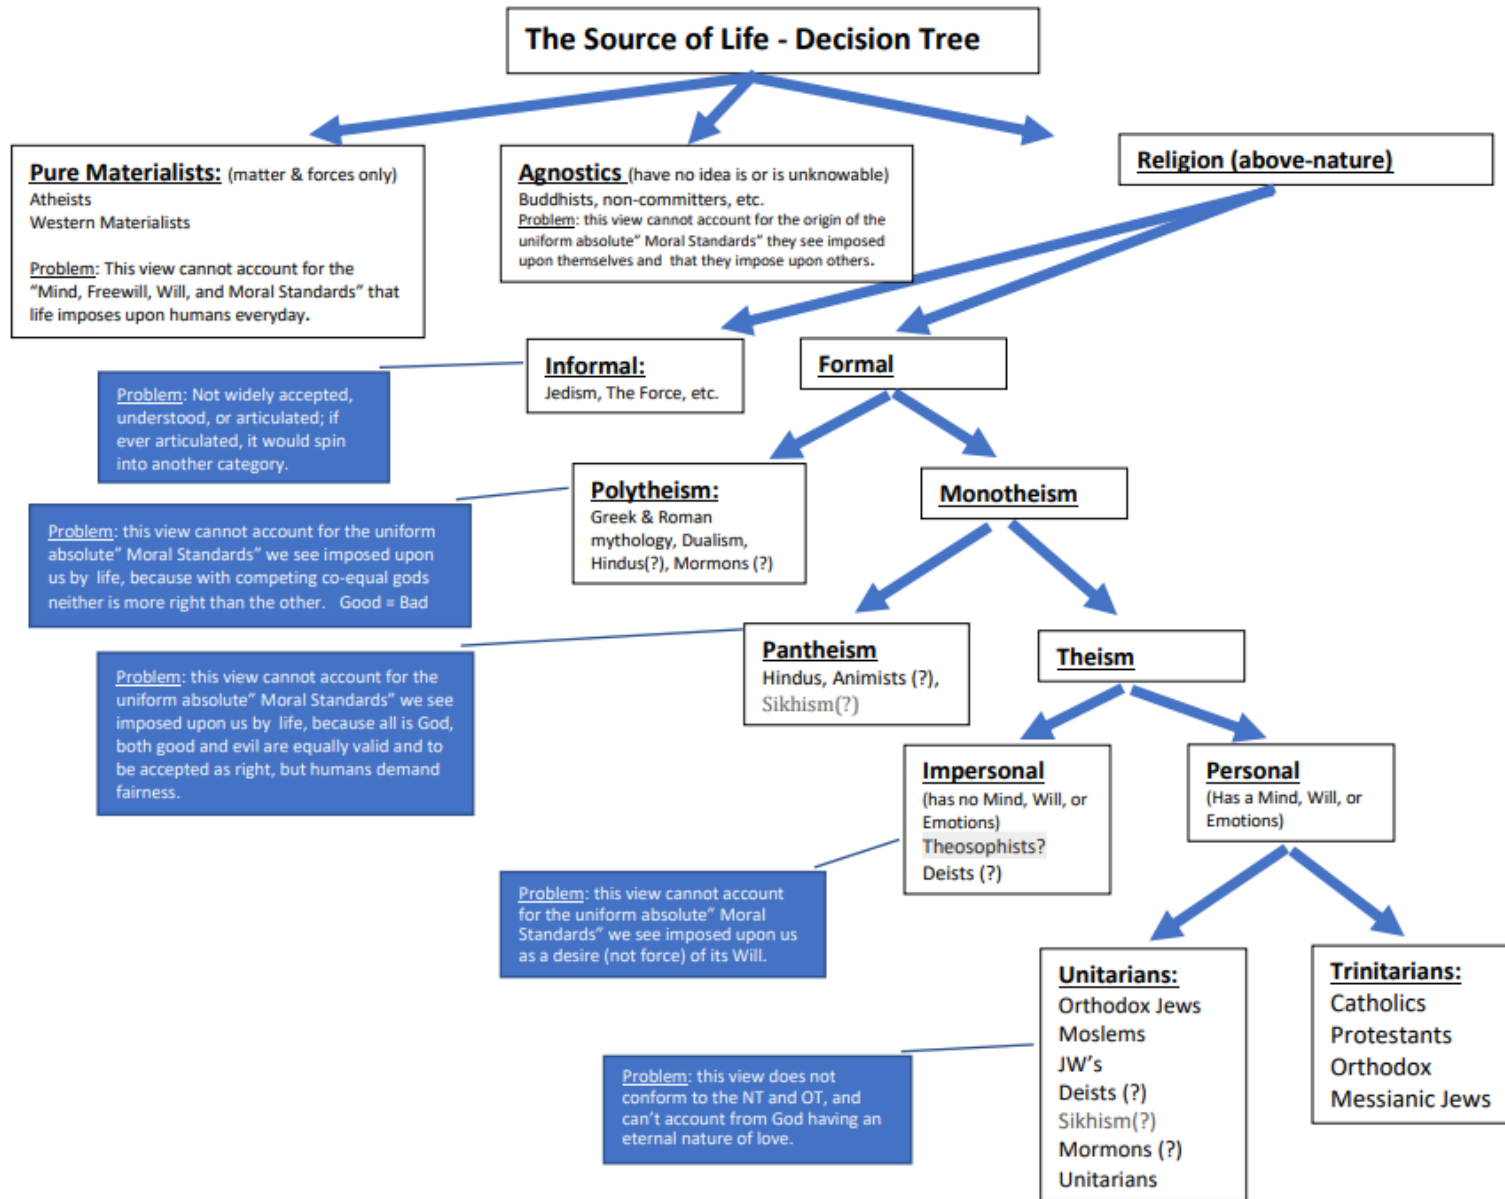 The Source of Life - Decision Tree
Pure Materialists: (matter & forces only)
Atheists
Western Materialists
Problem: This view cannot account for the
“Mind, Freewill, Will, and Moral Standards” that
life imposes upon humans everyday.
Agnostics (have no idea is or is unknowable)
Buddhists, non-committers, etc.
Problem: this view cannot account for the origin of the
uniform absolute” Moral Standards” they see imposed
upon themselves and that they impose upon others.
Religion (above-nature)
Informal:
Jedism, The Force, etc.
Formal
Problem: Not widely accepted,
understood, or articulated; if
ever articulated, it would spin
into another category.
Polytheism:
Greek & Roman
mythology, Dualism,
Hindus(?), Mormons (?)
Monotheism
Problem: this view cannot account for the uniform
absolute” Moral Standards” we see imposed upon
us by life, because with competing co-equal gods
neither is more right than the other. Good = Bad
Pantheism
Hindus, Animists (?),
Sikhism(?)
Theism
Problem: this view cannot account for the
uniform absolute” Moral Standards” we see
imposed upon us by life, because all is God,
both good and evil are equally valid and to
be accepted as right, but humans demand
fairness.
Impersonal
(has no Mind, Will, or
Emotions)
Theosophists?
Deists (?)
Personal
(Has a Mind, Will, or
Emotions)
Problem: this view cannot account
for the uniform absolute” Moral
Standards” we see imposed upon us
as a desire (not force) of its Will.
Unitarians:
Orthodox Jews
Moslems
JW’s
Deists (?)
Sikhism(?)
Mormons (?)
Unitarians
Trinitarians:
Catholics
Protestants
Orthodox
Messianic Jews
Problem: this view does not
conform to the NT and OT, and
can’t account from God having an
eternal nature of love.